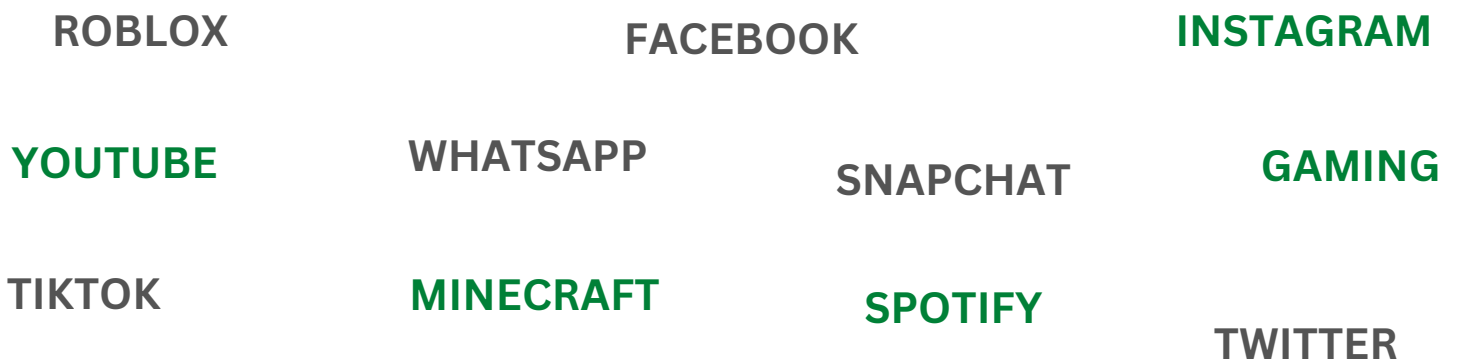 ROBLOX
FACEBOOK
INSTAGRAM
YOUTUBE
WHATSAPP
SNAPCHAT
GAMING
TIKTOK
MINECRAFT
SPOTIFY
TWITTER